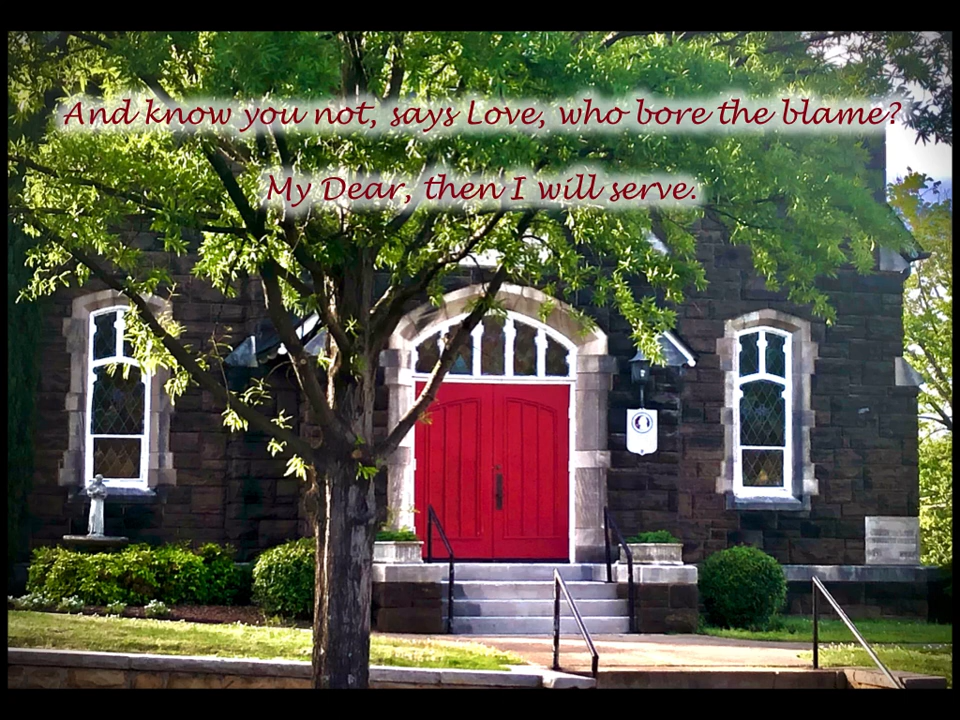 And know you not, says Love, who bore the blame?
My Dear, then I will serve.